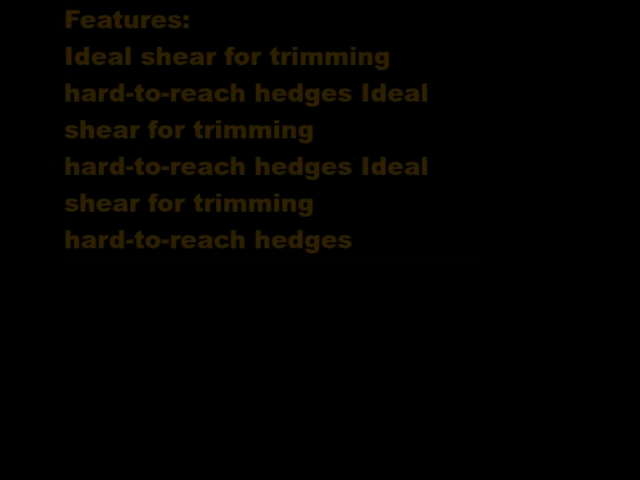 Features:
Ideal shear for trimming
hard-to-reach hedges Ideal
shear for trimming
hard-to-reach hedges Ideal
shear for trimming
hard-to-reach hedges